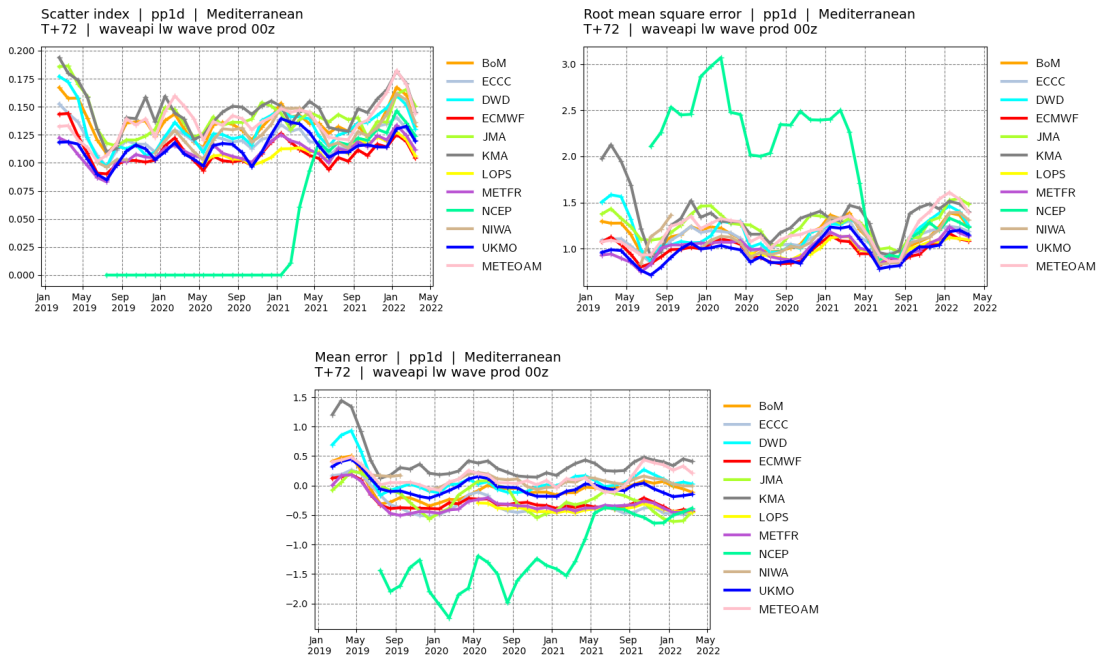 Scatter index | pp1d | Mediterranean
T+72 | waveapi lw wave prod 00z
0.200
0.175
0.150
0.125
0.100
0.075
0.050
0.025
0.000
Jan 2019
May 2019
Sep 2019
Jan 2020
May 2020
Sep 2020
Jan 2021
May 2021
Sep 2021
Jan 2022
May 2022
BoM
ECCC
DWD
ECMWF
JMA
KMA
LOPS
METFR
NCEP
NIWA
UKMO
METEOAM
Root mean square error | pp1d | Mediterranean
T+72 | waveapi lw wave prod 00z
3.0
2.5
2.0
1.5
1.0
Jan 2019
May 2019
Sep 2019
Jan 2020
May 2020
Sep 2020
Jan 2021
May 2021
Sep 2021
Jan 2022
May 2022
BoM
ECCC
DWD
ECMWF
JMA
KMA
LOPS
METFR
NCEP
NIWA
UKMO
METEOAM
Mean error | pp1d | Mediterranean
T+72 | waveapi lw wave prod 00z
1.5
1.0
0.5
0.0
−0.5
−1.0
−1.5
−2.0
Jan 2019
May 2019
Sep 2019
Jan 2020
May 2020
Sep 2020
Jan 2021
May 2021
Sep 2021
Jan 2022
May 2022
BoM
ECCC
DWD
ECMWF
JMA
KMA
LOPS
METFR
NCEP
NIWA
UKMO
METEOAM